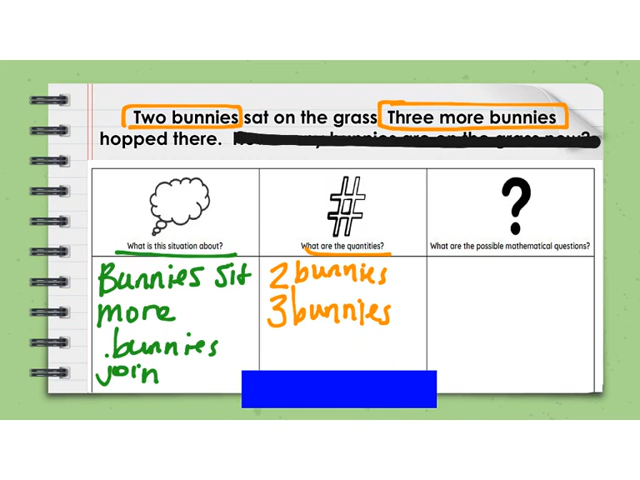 Two bunnies sat on the grass Three more bunnies
hopped there.
What is this situation about?
What are the quantities?
What are the possible mathematical questions?
Bunnies sit
more
bunnies
join
2 bunnies
3 bunnies